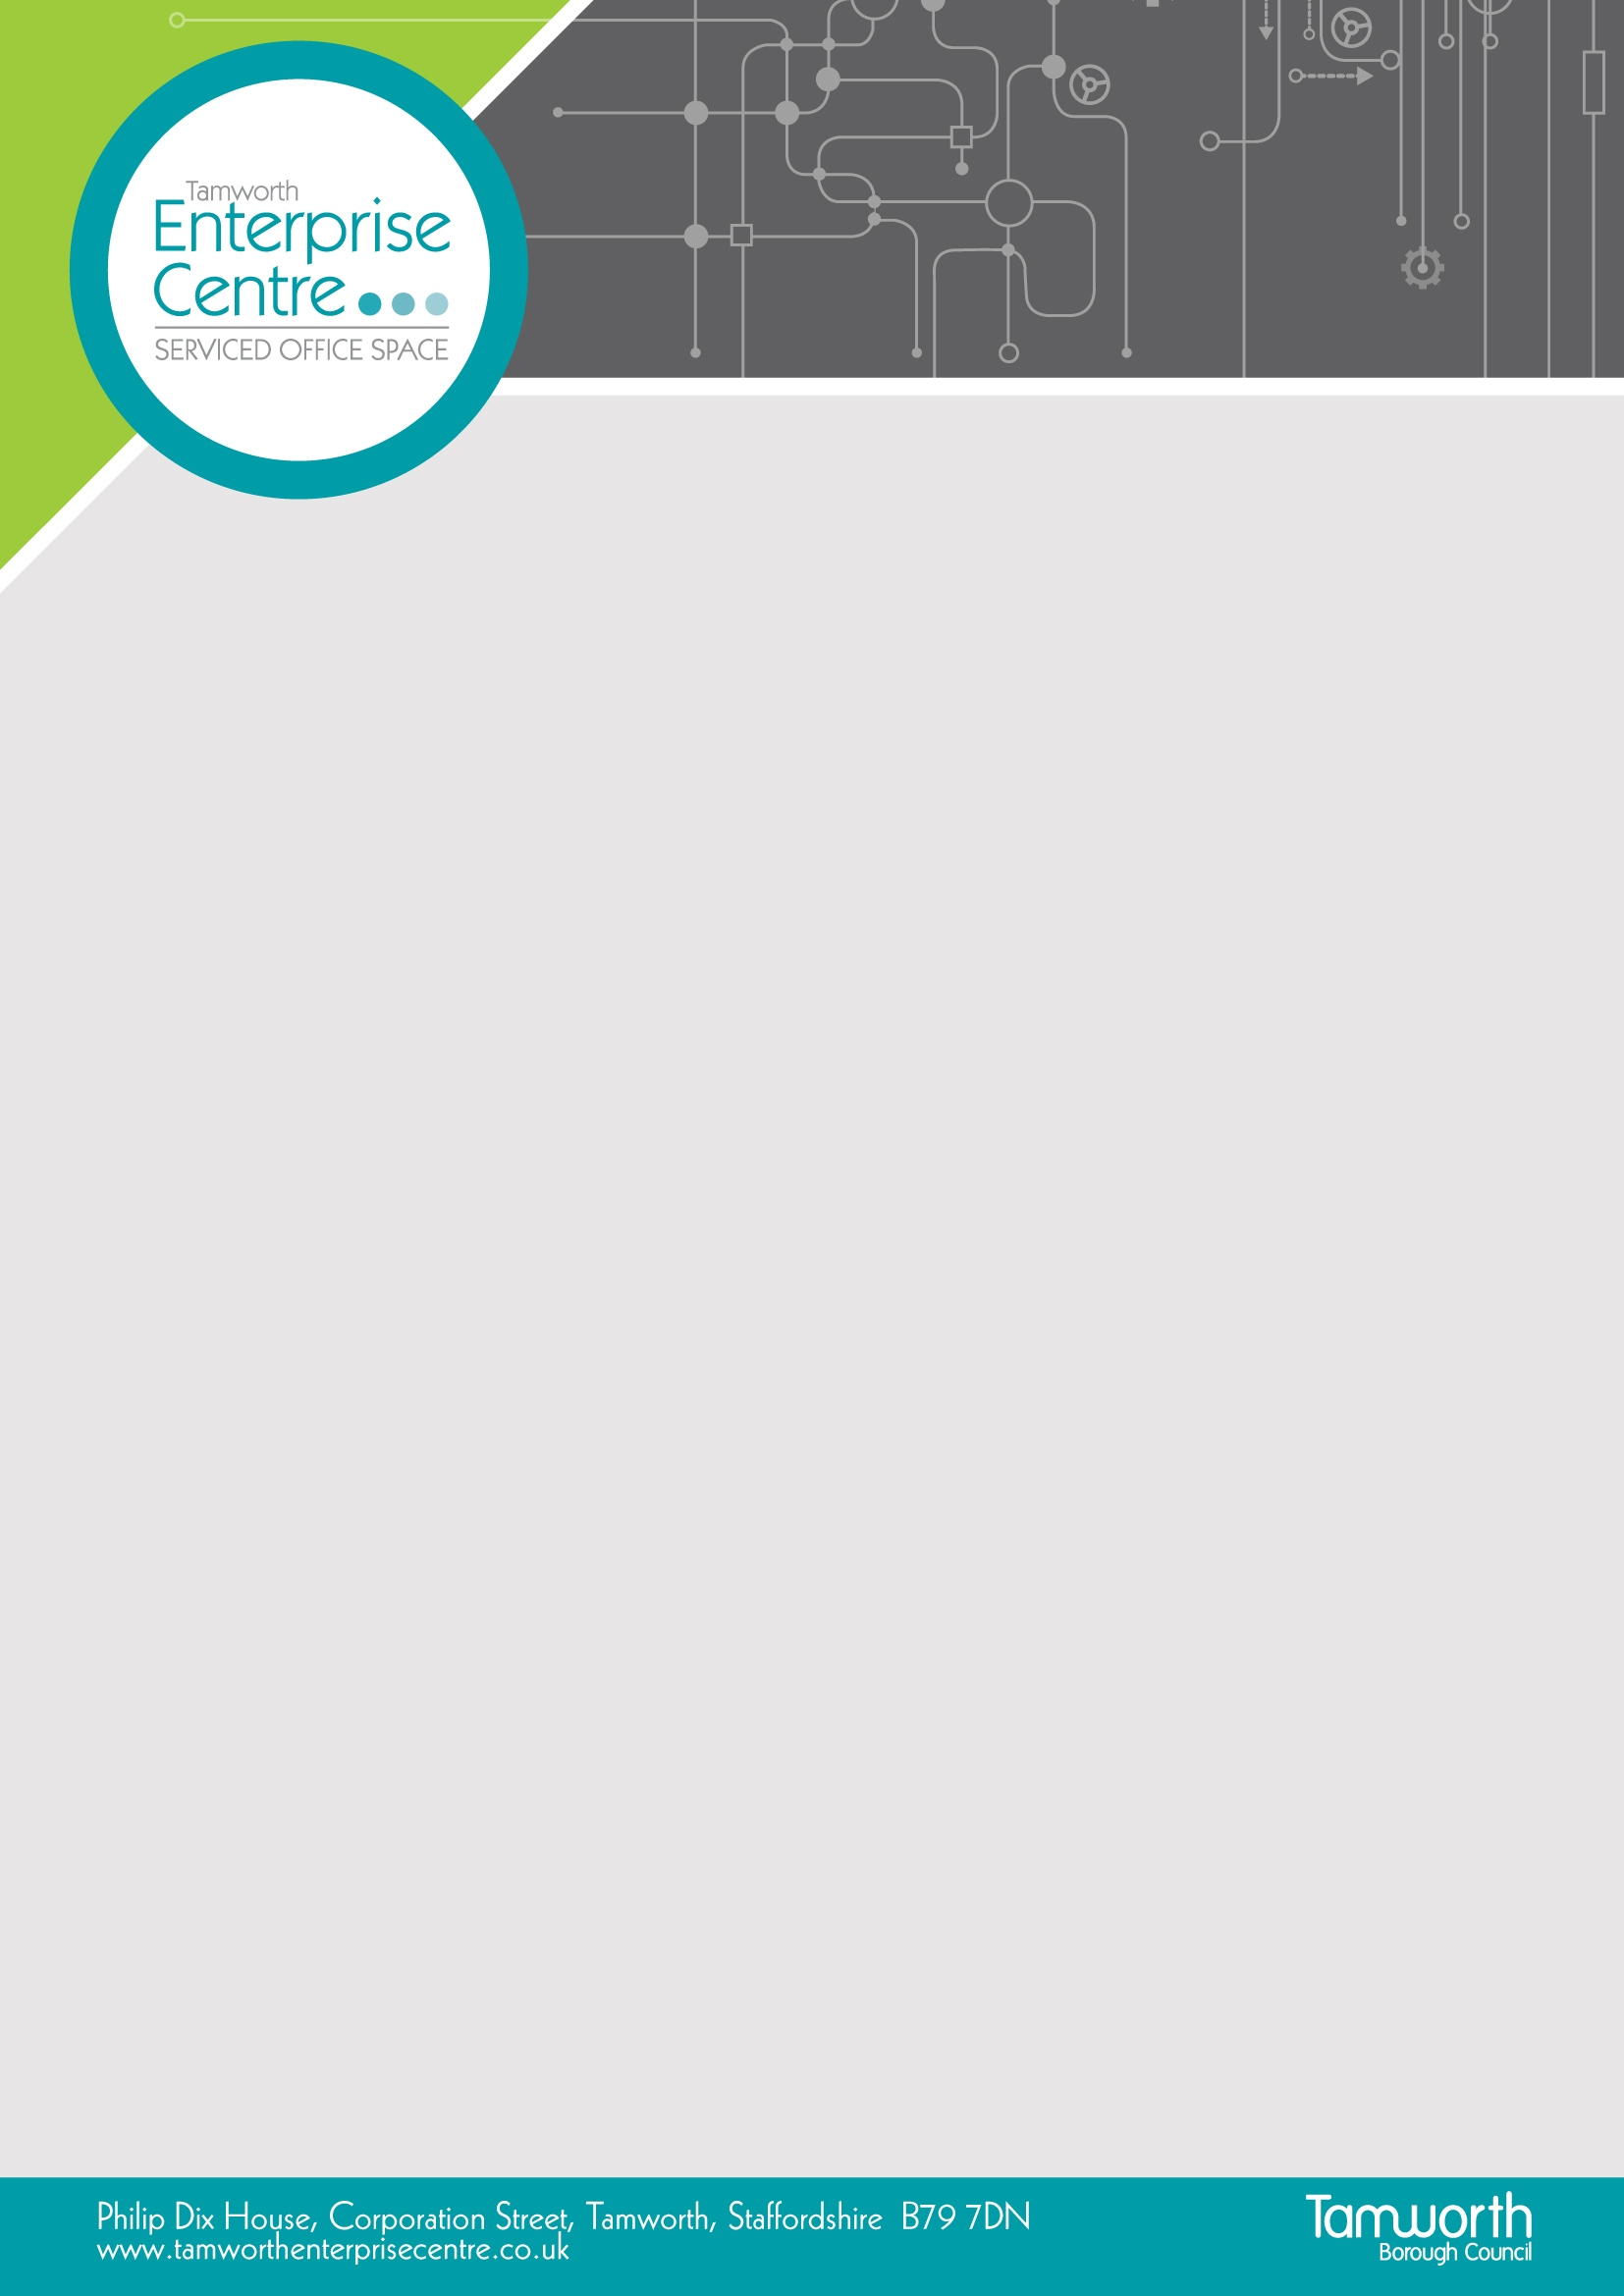 Tamworth
Enterprise
Centre...
SERVICED OFFICE SPACE
Philip Dix House, Corporation Street, Tamworth, Staffordshire B79 7DN
www.tamworthenterprisecentre.co.uk
Tamworth
Borough Council